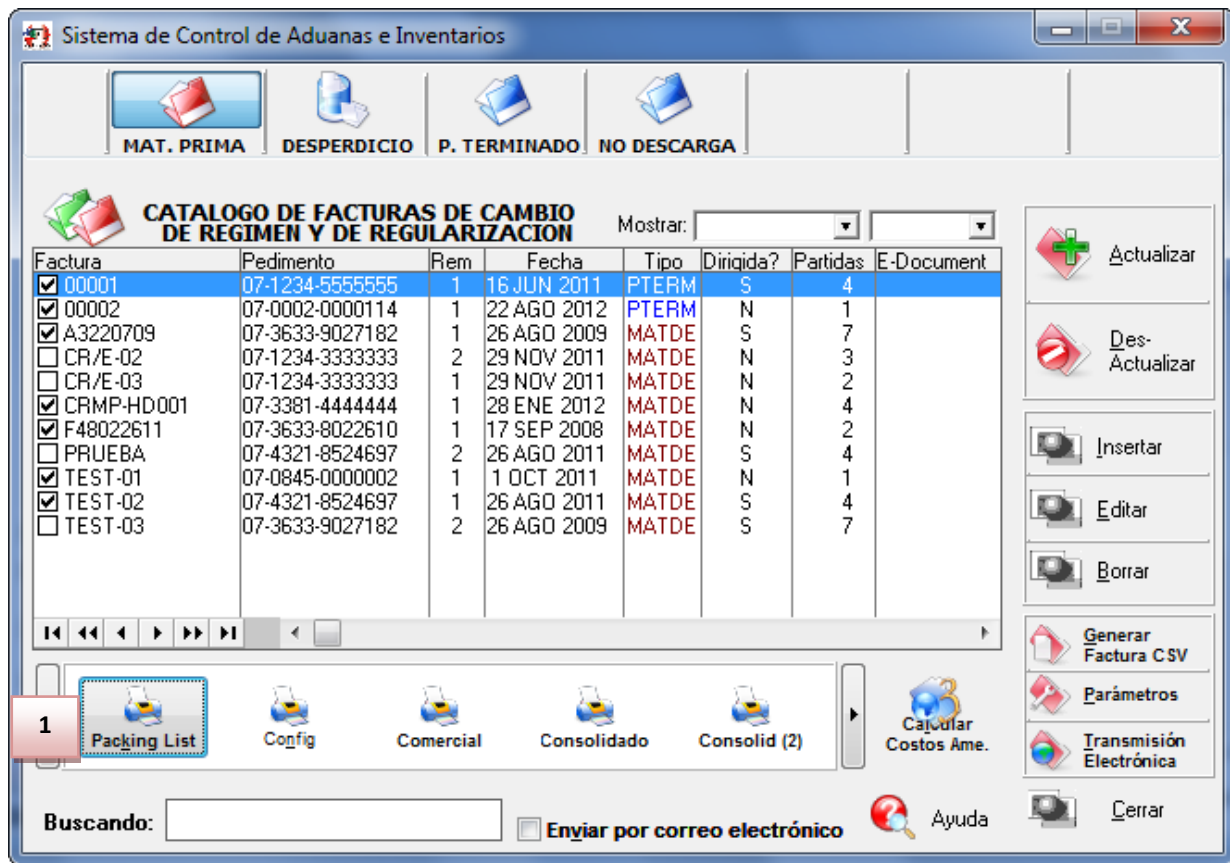 Sistema de Control de Aduanas e Inventarios
MAT. PRIMA DESPERDICIO P. TERMINADO NO DESCARGA
CATALOGO DE FACTURAS DE CAMBIO
DE REGIMEN Y DE REGULARIZACION
Mostrar:
Factura Pedimento Rem Fecha Tipo Dirigida? Partidas E-Document
00001 07-1234-5555555 1 16 JUN 2011 PTERM S 4
00002 07-0002-0000114 1 22 AGO 2012 PTERM N 1
A3220709 07-3633-9027182 1 26 AGO 2009 MATDE S 7
CR/E-02 07-1234-3333333 2 29 NOV 2011 MATDE N 3
CR/E-03 07-1234-3333333 1 29 NOV 2011 MATDE N 2
CRMP-HD001 07-3381-4444444 1 28 ENE 2012 MATDE N 4
F48022611 07-3633-8022610 1 17 SEP 2008 MATDE N 2
PRUEBA 07-4321-8524697 2 26 AGO 2011 MATDE S 4
TEST-01 07-0845-0000002 1 1 OCT 2011 MATDE N 1
TEST-02 07-4321-8524697 1 26 AGO 2011 MATDE S 4
TEST-03 07-3633-9027182 2 26 AGO 2009 MATDE S 7
Actualizar
Des-
Actualizar
Insertar
Editar
Borrar
Generar
Factura CSV
Parámetros
Transmisión
Electrónica
Cerrar
1
Packing List Config Comercial Consolidado Consolid (2)
Calcular
Costos Ame.
Buscando:
Enviar por correo electrónico
Ayuda